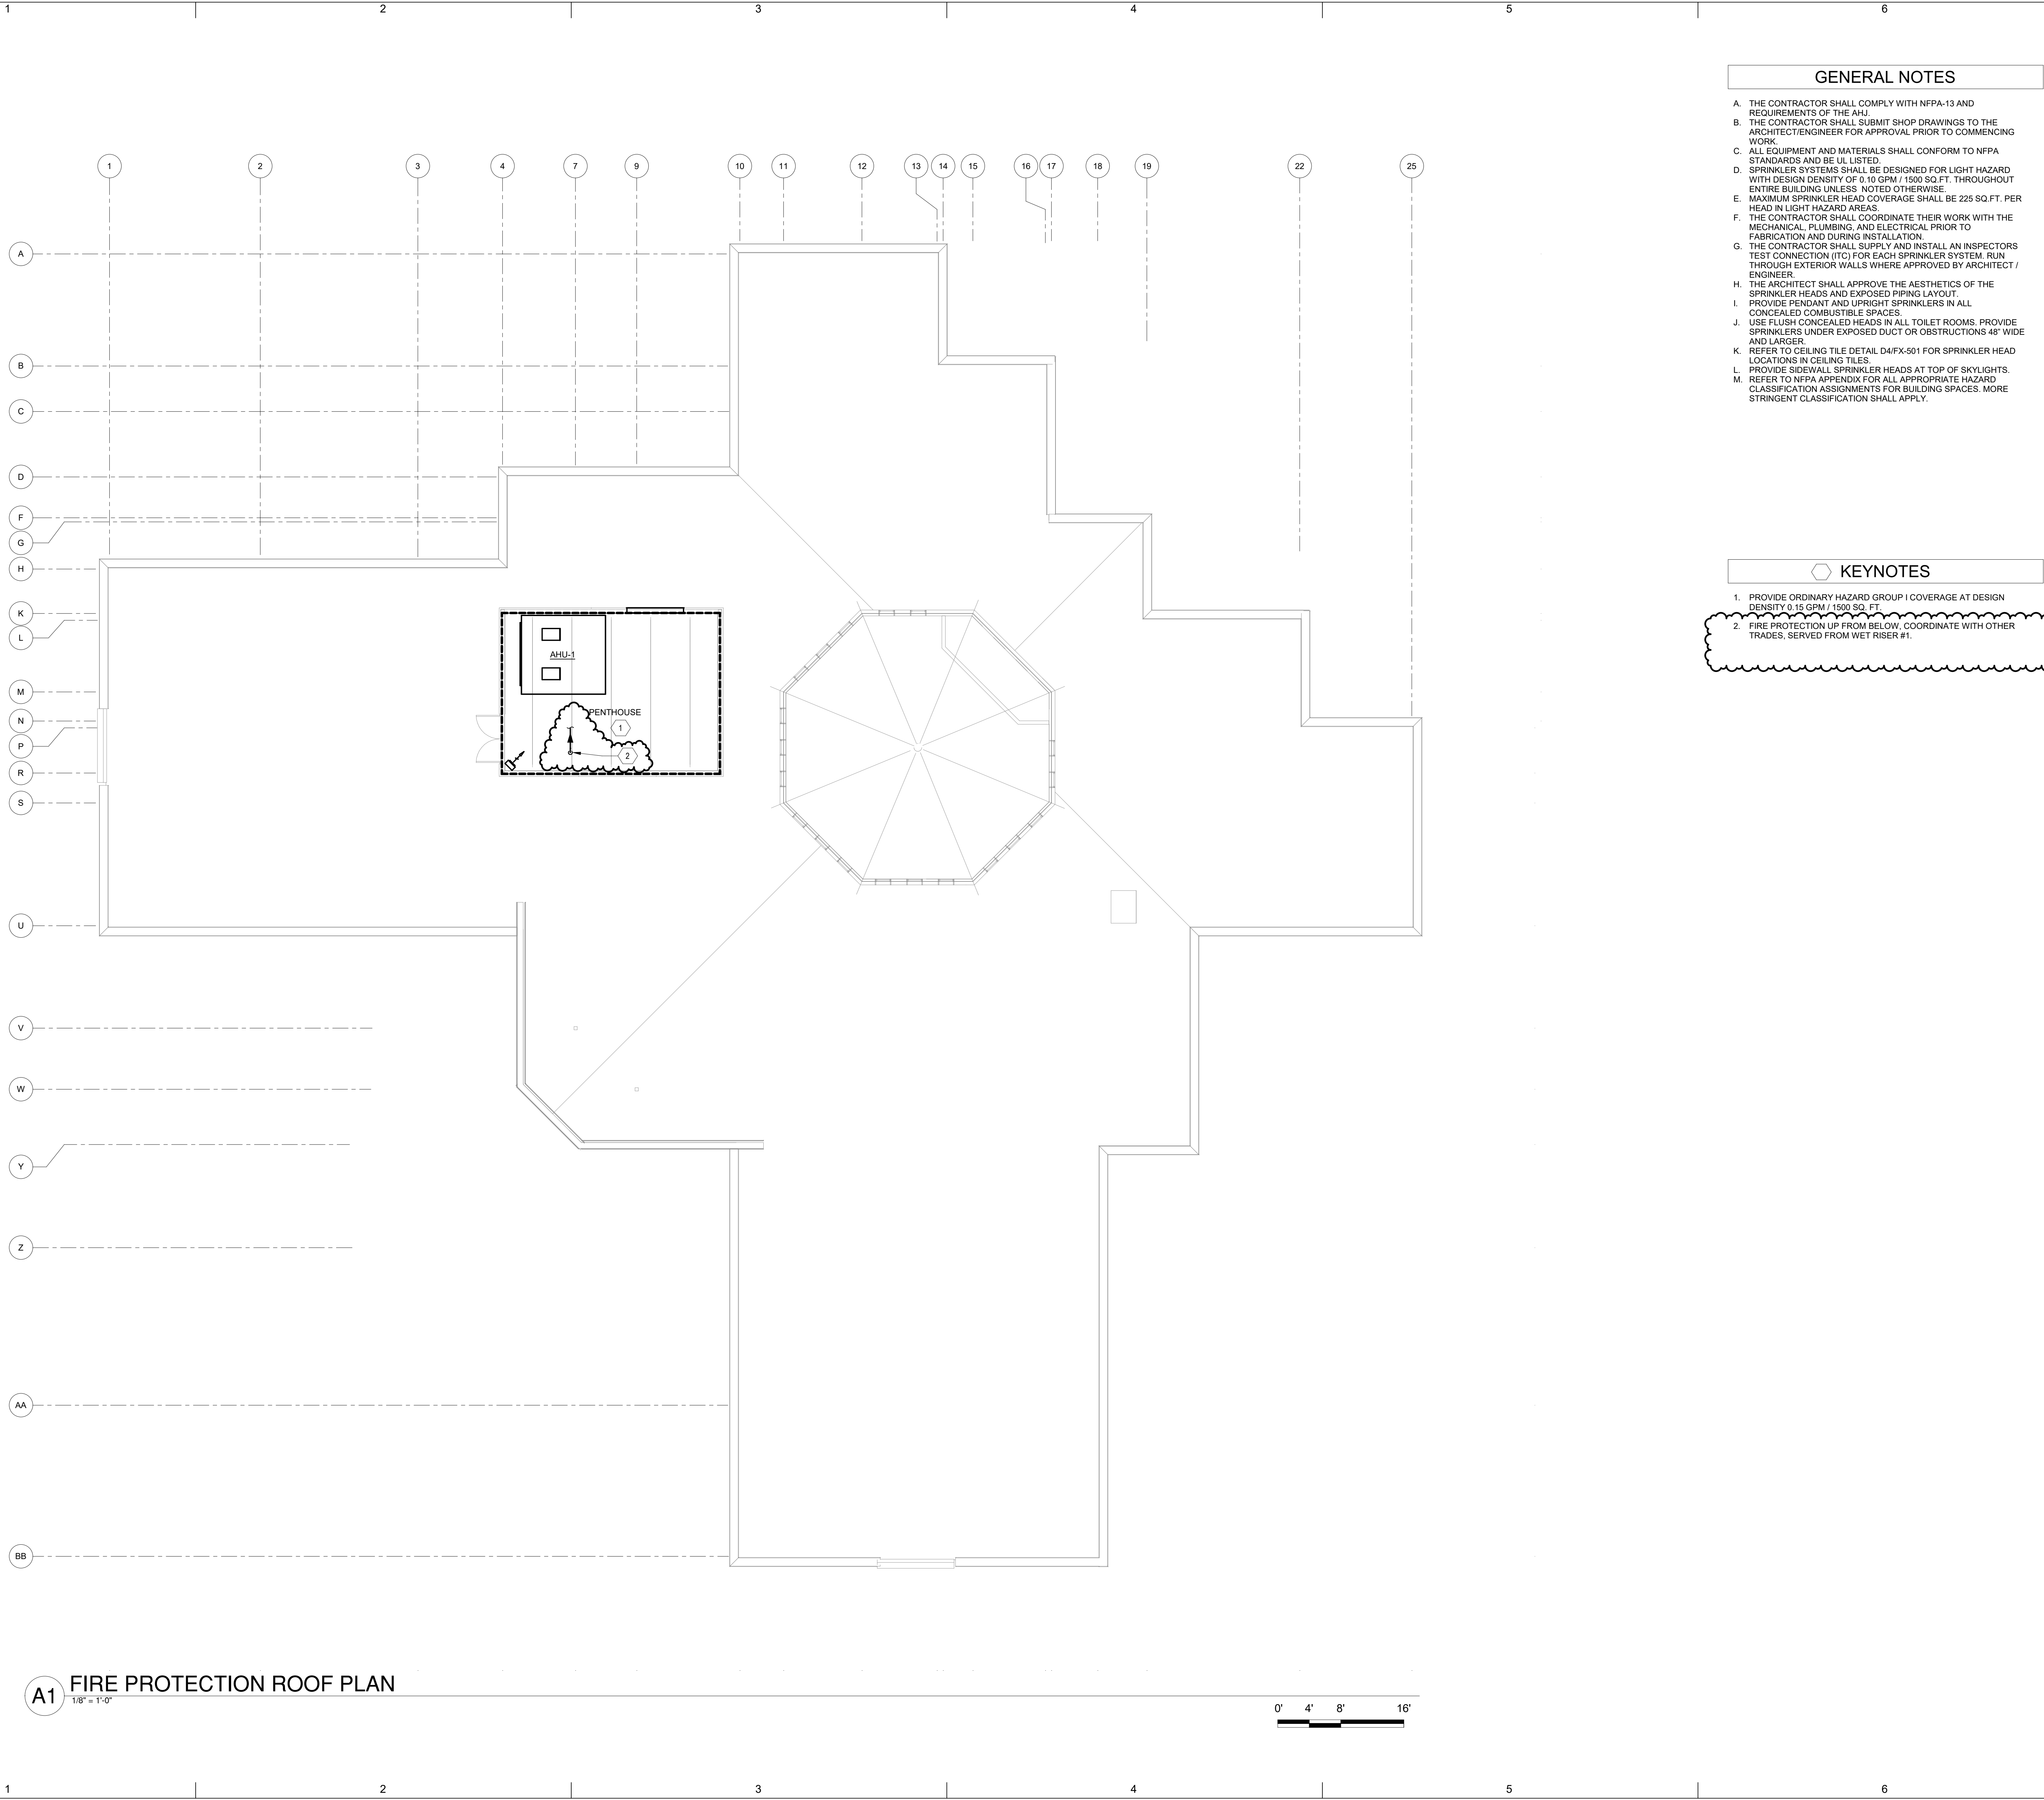 1 2 3 4 5 6
GENERAL NOTES
A. THE CONTRACTOR SHALL COMPLY WITH NFPA-13 AND
REQUIREMENTS OF THE AHJ.
B. THE CONTRACTOR SHALL SUBMIT SHOP DRAWINGS TO THE
ARCHITECT/ENGINEER FOR APPROVAL PRIOR TO COMMENCING
WORK.
C. ALL EQUIPMENT AND MATERIALS SHALL CONFORM TO NFPA
STANDARDS AND BE UL LISTED.
D. SPRINKLER SYSTEMS SHALL BE DESIGNED FOR LIGHT HAZARD
WITH DESIGN DENSITY OF 0.10 GPM / 1500 SQ.FT. THROUGHOUT
ENTIRE BUILDING UNLESS NOTED OTHERWISE.
E. MAXIMUM SPRINKLER HEAD COVERAGE SHALL BE 225 SQ.FT. PER
HEAD IN LIGHT HAZARD AREAS.
F. THE CONTRACTOR SHALL COORDINATE THEIR WORK WITH THE
MECHANICAL, PLUMBING, AND ELECTRICAL PRIOR TO
FABRICATION AND DURING INSTALLATION.
G. THE CONTRACTOR SHALL SUPPLY AND INSTALL AN INSPECTORS
TEST CONNECTION (ITC) FOR EACH SPRINKLER SYSTEM. RUN
THROUGH EXTERIOR WALLS WHERE APPROVED BY ARCHITECT /
ENGINEER.
H. THE ARCHITECT SHALL APPROVE THE AESTHETICS OF THE
SPRINKLER HEADS AND EXPOSED PIPING LAYOUT.
I. PROVIDE PENDANT AND UPRIGHT SPRINKLERS IN ALL
CONCEALED COMBUSTIBLE SPACES.
J. USE FLUSH CONCEALED HEADS IN ALL TOILET ROOMS. PROVIDE
SPRINKLERS UNDER EXPOSED DUCT OR OBSTRUCTIONS 48" WIDE
AND LARGER.
K. REFER TO CEILING TILE DETAIL D4/FX-501 FOR SPRINKLER HEAD
LOCATIONS IN CEILING TILES.
L. PROVIDE SIDEWALL SPRINKLER HEADS AT TOP OF SKYLIGHTS.
M. REFER TO NFPA APPENDIX FOR ALL APPROPRIATE HAZARD
CLASSIFICATION ASSIGNMENTS FOR BUILDING SPACES. MORE
STRINGENT CLASSIFICATION SHALL APPLY.
1 2 3 4 7 9 10 11 12 13 14 15 16 17 18 19 22 25
A
B
C
D
F
G
H
K
L
M
N
P
R
S
U
V
W
Y
Z
AA
BB
KEYNOTES
1. PROVIDE ORDINARY HAZARD GROUP I COVERAGE AT DESIGN
DENSITY 0.15 GPM / 1500 SQ. FT.
2. FIRE PROTECTION UP FROM BELOW, COORDINATE WITH OTHER
TRADES, SERVED FROM WET RISER #1.
AHU-1
PENTHOUSE
1
2
A1 FIRE PROTECTION ROOF PLAN
1/8" = 1'-0"
0' 4' 8' 16'
1 2 3 4 5 6